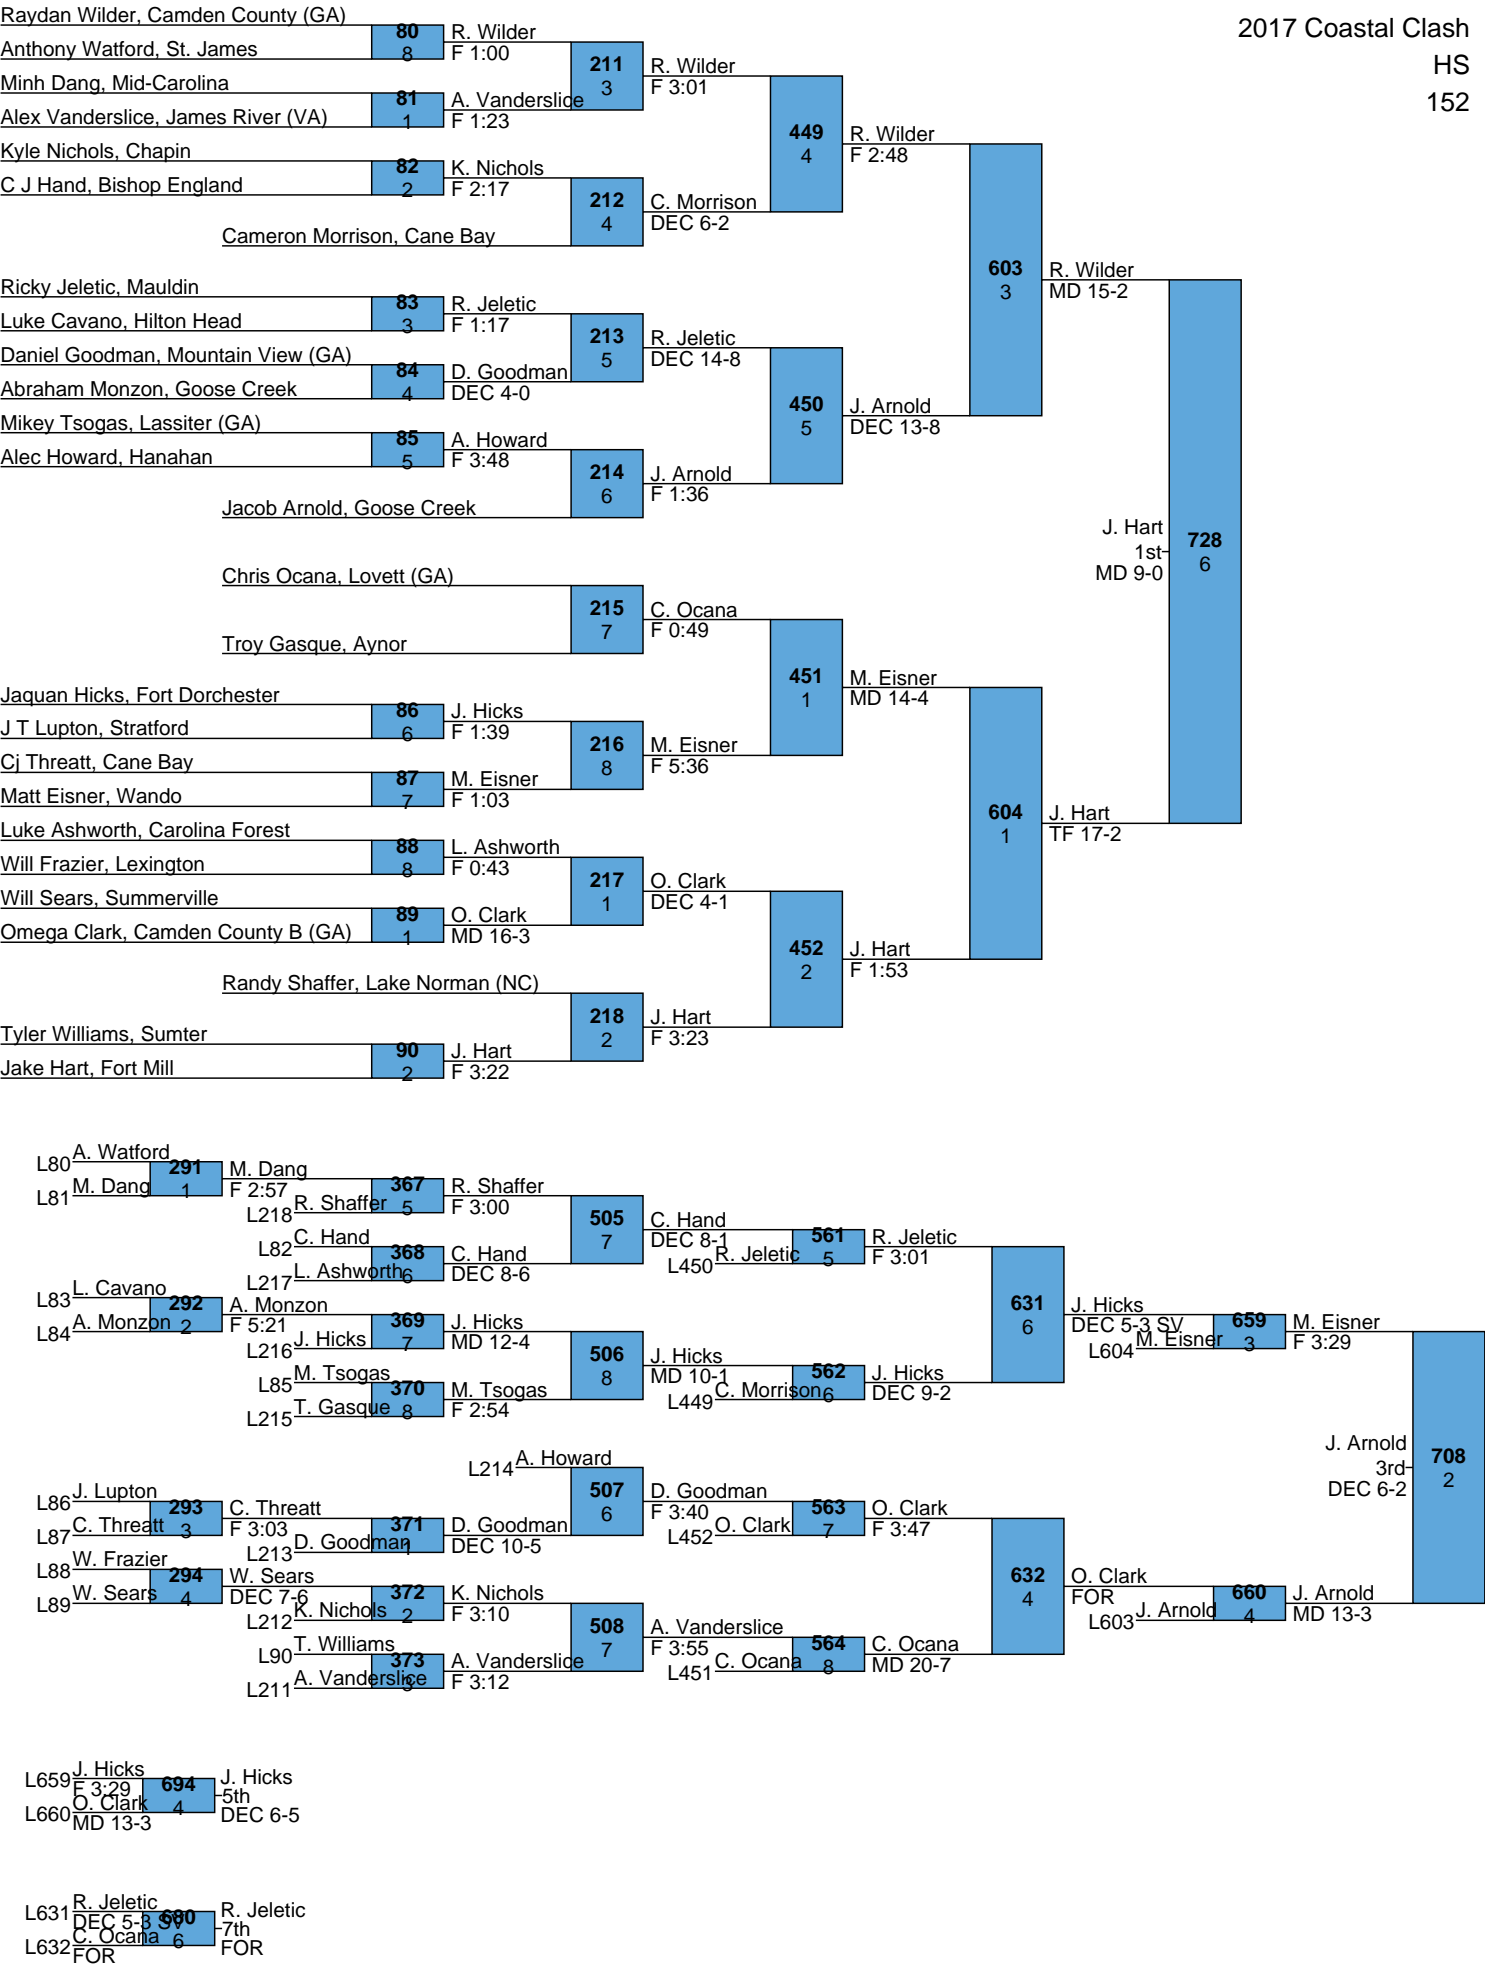 2017 Coastal Clash
HS
152
Raydan Wilder, Camden County (GA)
80
8
R. Wilder
F 1:00
Anthony Watford, St. James
211
3
R. Wilder
F 3:01
Minh Dang, Mid-Carolina
81
1
A. Vanderslice
F 1:23
Alex Vanderslice, James River (VA)
449
4
R. Wilder
F 2:48
Kyle Nichols, Chapin
82
2
K. Nichols
F 2:17
C J Hand, Bishop England
212
4
C. Morrison
DEC 6-2
Cameron Morrison, Cane Bay
603
3
R. Wilder
MD 15-2
Ricky Jeletic, Mauldin
83
3
R. Jeletic
F 1:17
Luke Cavano, Hilton Head
213
5
R. Jeletic
DEC 14-8
Daniel Goodman, Mountain View (GA)
84
4
D. Goodman
DEC 4-0
Abraham Monzon, Goose Creek
450
5
J. Arnold
DEC 13-8
Mikey Tsogas, Lassiter (GA)
85
5
A. Howard
F 3:48
Alec Howard, Hanahan
214
6
J. Arnold
F 1:36
Jacob Arnold, Goose Creek
J. Hart
1st
MD 9-0
728
6
Chris Ocana, Lovett (GA)
215
7
C. Ocana
F 0:49
Troy Gasque, Aynor
451
1
M. Eisner
MD 14-4
Jaquan Hicks, Fort Dorchester
86
6
J. Hicks
F 1:39
J T Lupton, Stratford
216
8
M. Eisner
F 5:36
Cj Threatt, Cane Bay
87
7
M. Eisner
F 1:03
Matt Eisner, Wando
604
1
J. Hart
TF 17-2
Luke Ashworth, Carolina Forest
88
8
L. Ashworth
F 0:43
Will Frazier, Lexington
217
1
O. Clark
DEC 4-1
Will Sears, Summerville
89
1
O. Clark
MD 16-3
Omega Clark, Camden County B (GA)
452
2
J. Hart
F 1:53
Randy Shaffer, Lake Norman (NC)
218
2
J. Hart
F 3:23
Tyler Williams, Sumter
90
2
J. Hart
F 3:22
Jake Hart, Fort Mill
L80
A. Watford
291
1
M. Dang
F 2:57
L81
M. Dang
367
5
R. Shaffer
F 3:00
L218
R. Shaffer
505
7
C. Hand
DEC 8-1
L82
C. Hand
368
6
C. Hand
DEC 8-6
L217
L. Ashworth
L450
R. Jeletic
561
5
R. Jeletic
F 3:01
L83
L. Cavano
292
2
A. Monzon
F 5:21
L84
A. Monzon
369
7
J. Hicks
MD 12-4
L216
J. Hicks
631
6
J. Hicks
DEC 5-3 SV
659
3
M. Eisner
F 3:29
L604
M. Eisner
506
8
J. Hicks
MD 10-1
L85
M. Tsogas
370
8
M. Tsogas
F 2:54
L215
T. Gasque
L449
C. Morrison
562
6
J. Hicks
DEC 9-2
J. Arnold
3rd
DEC 6-2
708
2
L214
A. Howard
507
6
D. Goodman
F 3:40
L86
J. Lupton
293
3
C. Threatt
F 3:03
L87
C. Threatt
371
1
D. Goodman
DEC 10-5
L213
D. Goodman
L452
O. Clark
563
7
O. Clark
F 3:47
L88
W. Frazier
294
4
W. Sears
DEC 7-6
L89
W. Sears
372
2
K. Nichols
F 3:10
L212
K. Nichols
632
4
O. Clark
FOR
L603
J. Arnold
660
4
J. Arnold
MD 13-3
508
7
A. Vanderslice
F 3:55
L90
T. Williams
373
3
A. Vanderslice
F 3:12
L211
A. Vanderslice
L451
C. Ocana
564
8
C. Ocana
MD 20-7
L659
J. Hicks
F 3:29
694
4
J. Hicks
5th
DEC 6-5
L660
O. Clark
MD 13-3
L631
R. Jeletic
DEC 5-3 SV
680
6
R. Jeletic
7th
FOR
L632
C. Ocana
FOR